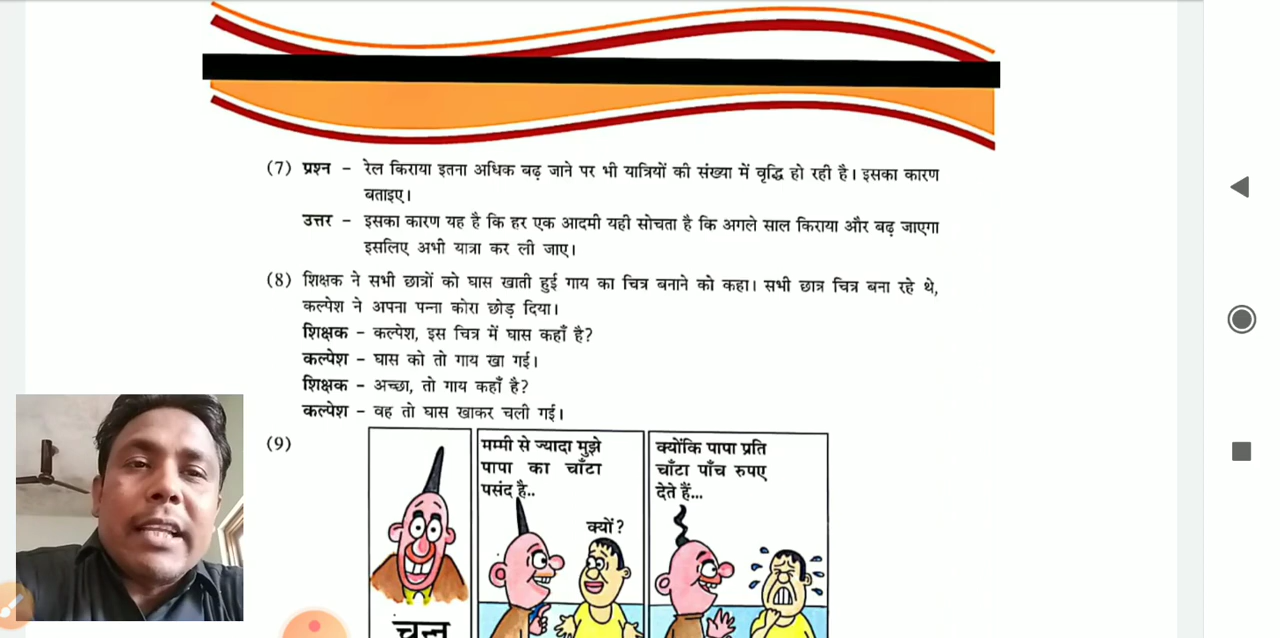 (7) प्रश्न – रेल किराया इतना अधिक बढ़ जाने पर भी यात्रियों की संख्या में वृद्धि हो रही है। इसका कारण
बताइए।
उत्तर – इसका कारण यह है कि हर एक आदमी यही सोचता है कि अगले साल किराया और बढ़ जाएगा
इसलिए अभी यात्रा कर ली जाए।
(8) शिक्षक ने सभी छात्रों को घास खाती हुई गाय का चित्र बनाने को कहा। सभी छात्र चित्र बना रहे थे,
कल्पेश ने अपना पन्ना कोरा छोड़ दिया।
शिक्षक – कल्पेश, इस चित्र में घास कहाँ है?
कल्पेश – घास को तो गाय खा गई।
शिक्षक – अच्छा, तो गाय कहाँ है?
कल्पेश – वह तो घास खाकर चली गई।
(9)
मम्मी से ज्यादा मुझे
पापा का चाँटा
पसंद है..
क्यों?
क्योंकि पापा प्रति
चाँटा पाँच रुपए
देते हैं...